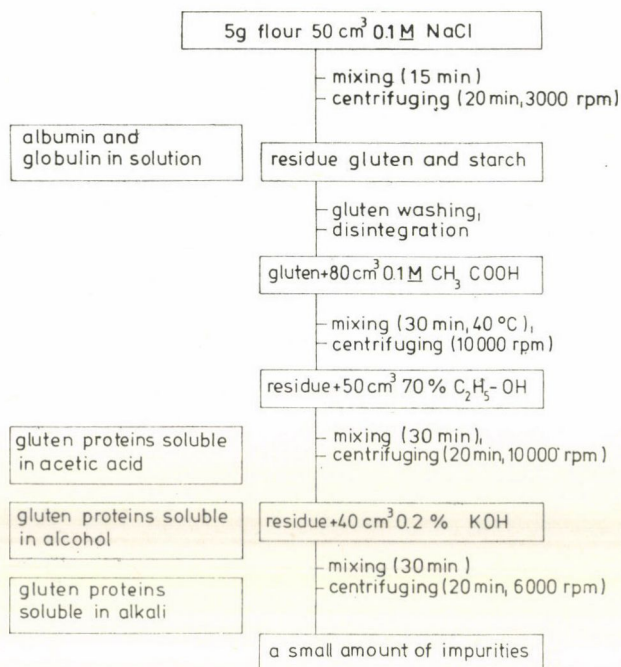 5g flour 50 cm³ 0.1 M NaCl
mixing (15 min)
centrifuging (20 min, 3000 rpm)
albumin and
globulin in solution
residue gluten and starch
gluten washing,
disintegration
gluten+80 cm³ 0.1 M CH₃ COOH
mixing (30 min, 40 °C),
centrifuging (10 000 rpm)
residue+50 cm³ 70 % C₂H₅-OH
gluten proteins soluble
in acetic acid
mixing (30 min),
centrifuging (20 min, 10 000 rpm)
gluten proteins soluble
in alcohol
residue+40 cm³ 0.2 % KOH
mixing (30 min)
centrifuging (20 min, 6000 rpm)
gluten proteins
soluble in alkali
a small amount of impurities